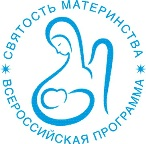 СВЯТОСТЬ МАТЕРИНСТВА
ВСЕРОССИЙСКАЯ ПРОГРАММА